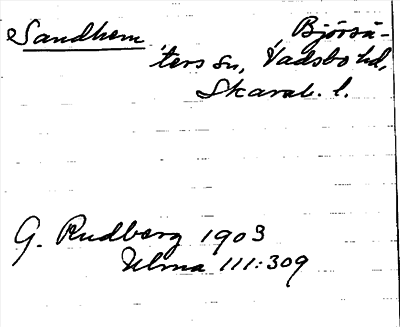 Sandhem, Björsä-
ters sn, Vadsbo hd,
Skarab. l.
G. Rudberg 1903
Ulma 111:309